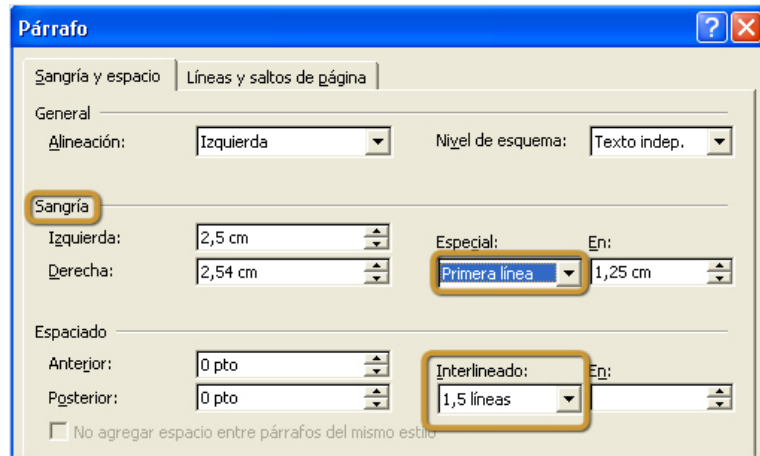 Párrafo
Sangría y espacio Líneas y saltos de página
General
Alineación: Izquierda Nivel de esquema: Texto indep.
Sangría
Izquierda: 2,5 cm Especial: En:
Derecha: 2,54 cm Primera línea 1,25 cm
Espaciado
Anterior: 0 pto Interlineado: En:
Posterior: 0 pto 1,5 líneas
No agregar espacio entre párrafos del mismo estilo